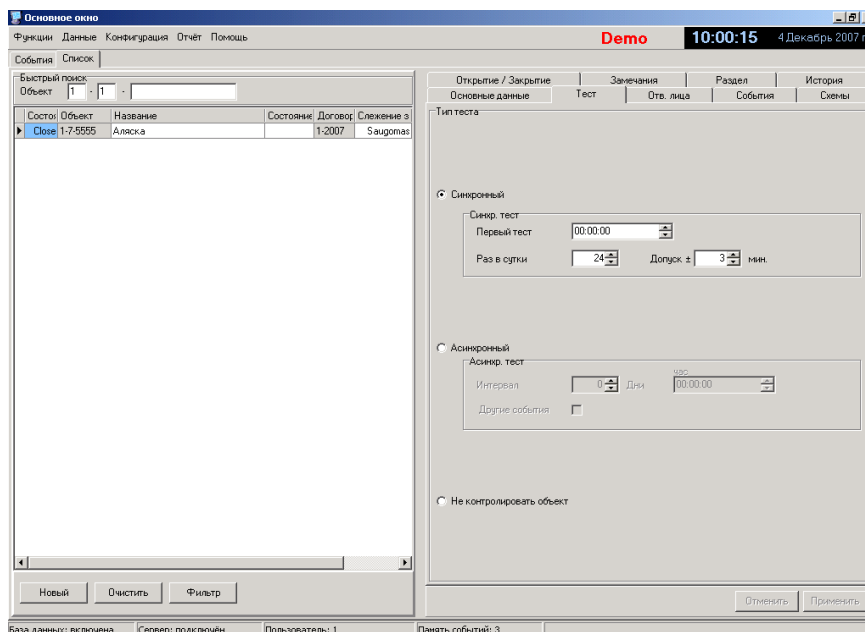 Основное окно
Функции Данные Конфигурация Отчёт Помощь
Demo 10:00:15 4 Декабрь 2007
События Список
Быстрый поиск
Объект 1 - 1 -
Объект Название Состояние Договор Слежение з
Close 1-7-5555 Аляска 1-2007 Saugomas
Открытие / Закрытие Замечания Раздел История
Основные данные Тест Отв. лица События Схемы
Тип теста
Синхронный
Синхр. тест
Первый тест 00:00:00
Раз в сутки 24 Допуск ± 3 мин.
Асинхронный
Асинхр. тест
час
Интервал 0 Дни 00:00:00
Другие события
Не контролировать объект
Новый Очистить Фильтр
Отменить Применить
База данных: включена Сервер: подключён Пользователь: 1 Память событий: 3